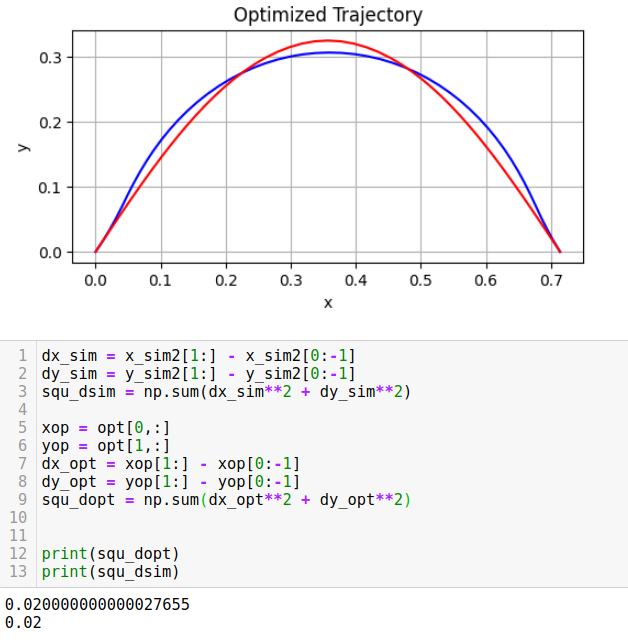 Optimized Trajectory
0.3
0.2
0.1
0.0
y
0.0 0.1 0.2 0.3 0.4 0.5 0.6 0.7
x
1 dx_sim = x_sim2[1:] - x_sim2[0:-1]
2 dy_sim = y_sim2[1:] - y_sim2[0:-1]
3 squ_dsim = np.sum(dx_sim**2 + dy_sim**2)
4
5 xop = opt[0,:]
6 yop = opt[1,:]
7 dx_opt = xop[1:] - xop[0:-1]
8 dy_opt = yop[1:] - yop[0:-1]
9 squ_dopt = np.sum(dx_opt**2 + dy_opt**2)
10
11
12 print(squ_dopt)
13 print(squ_dsim)
0.020000000000027655
0.02